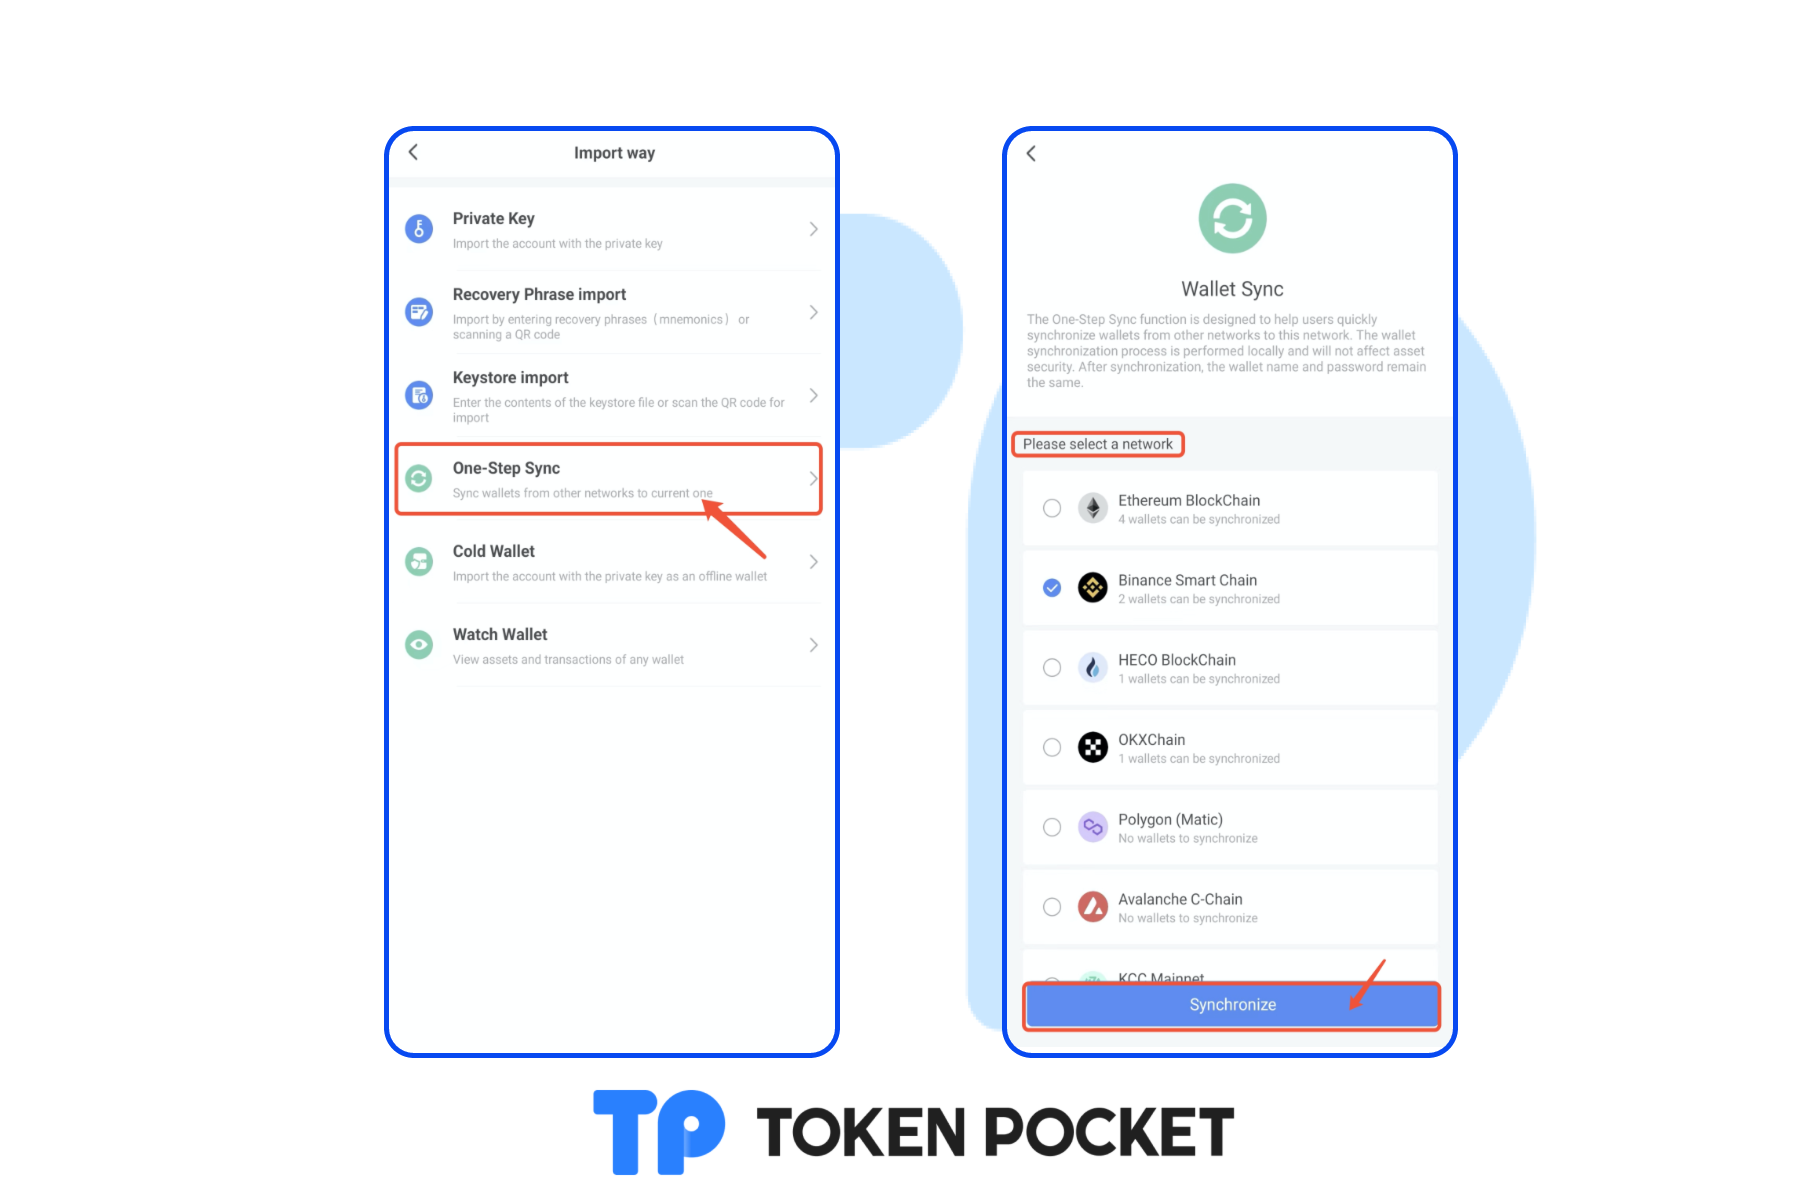 Import way
Private Key
Import the account with the private key
Recovery Phrase import
Import by entering recovery phrases（mnemonics） or
scanning a QR code
Keystore import
Enter the contents of the keystore file or scan the QR code for
import
One-Step Sync
Sync wallets from other networks to current one
Cold Wallet
Import the account with the private key as an offline wallet
Watch Wallet
View assets and transactions of any wallet
Wallet Sync
The One-Step Sync function is designed to help users quickly
synchronize wallets from other networks to this network. The wallet
synchronization process is performed locally and will not affect asset
security. After synchronization, the wallet name and password remain
the same.
Please select a network
Ethereum BlockChain
4 wallets can be synchronized
Binance Smart Chain
2 wallets can be synchronized
HECO BlockChain
1 wallets can be synchronized
OKXChain
1 wallets can be synchronized
Polygon (Matic)
No wallets to synchronize
Avalanche C-Chain
No wallets to synchronize
KCC Mainnet
Synchronize
TP TOKEN POCKET